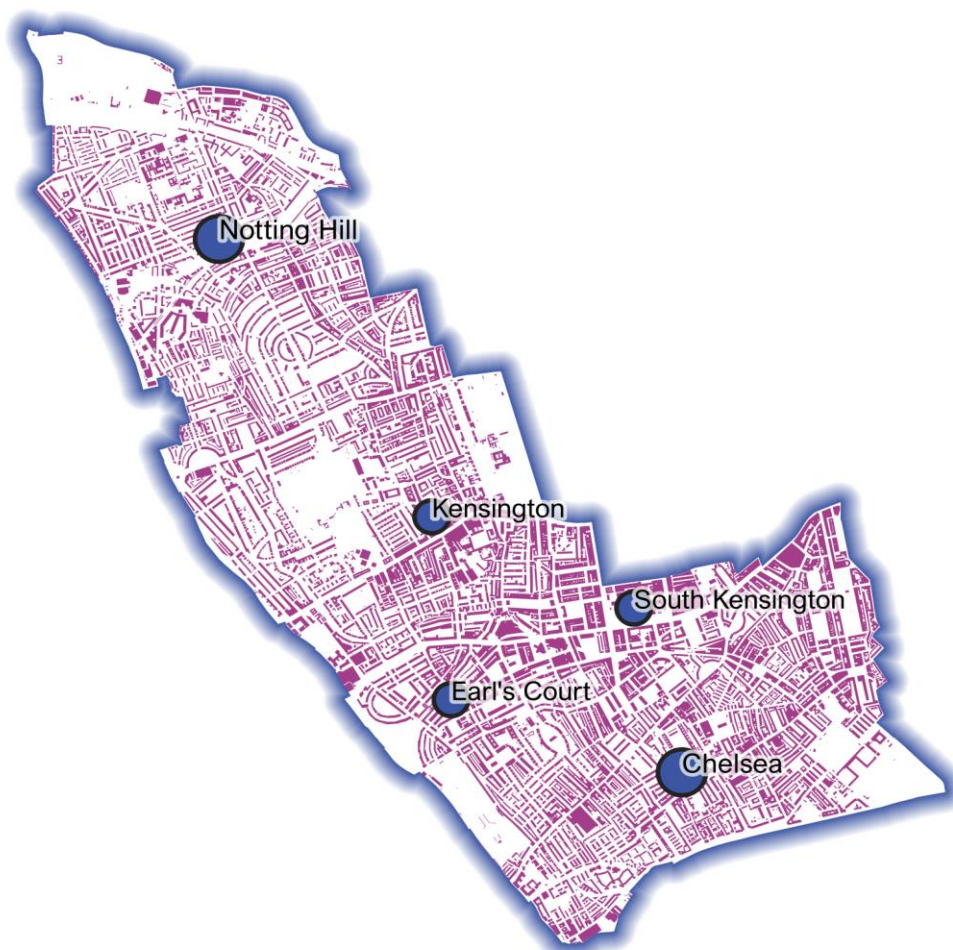 Notting Hill
Kensington
South Kensington
Earl's Court
Chelsea